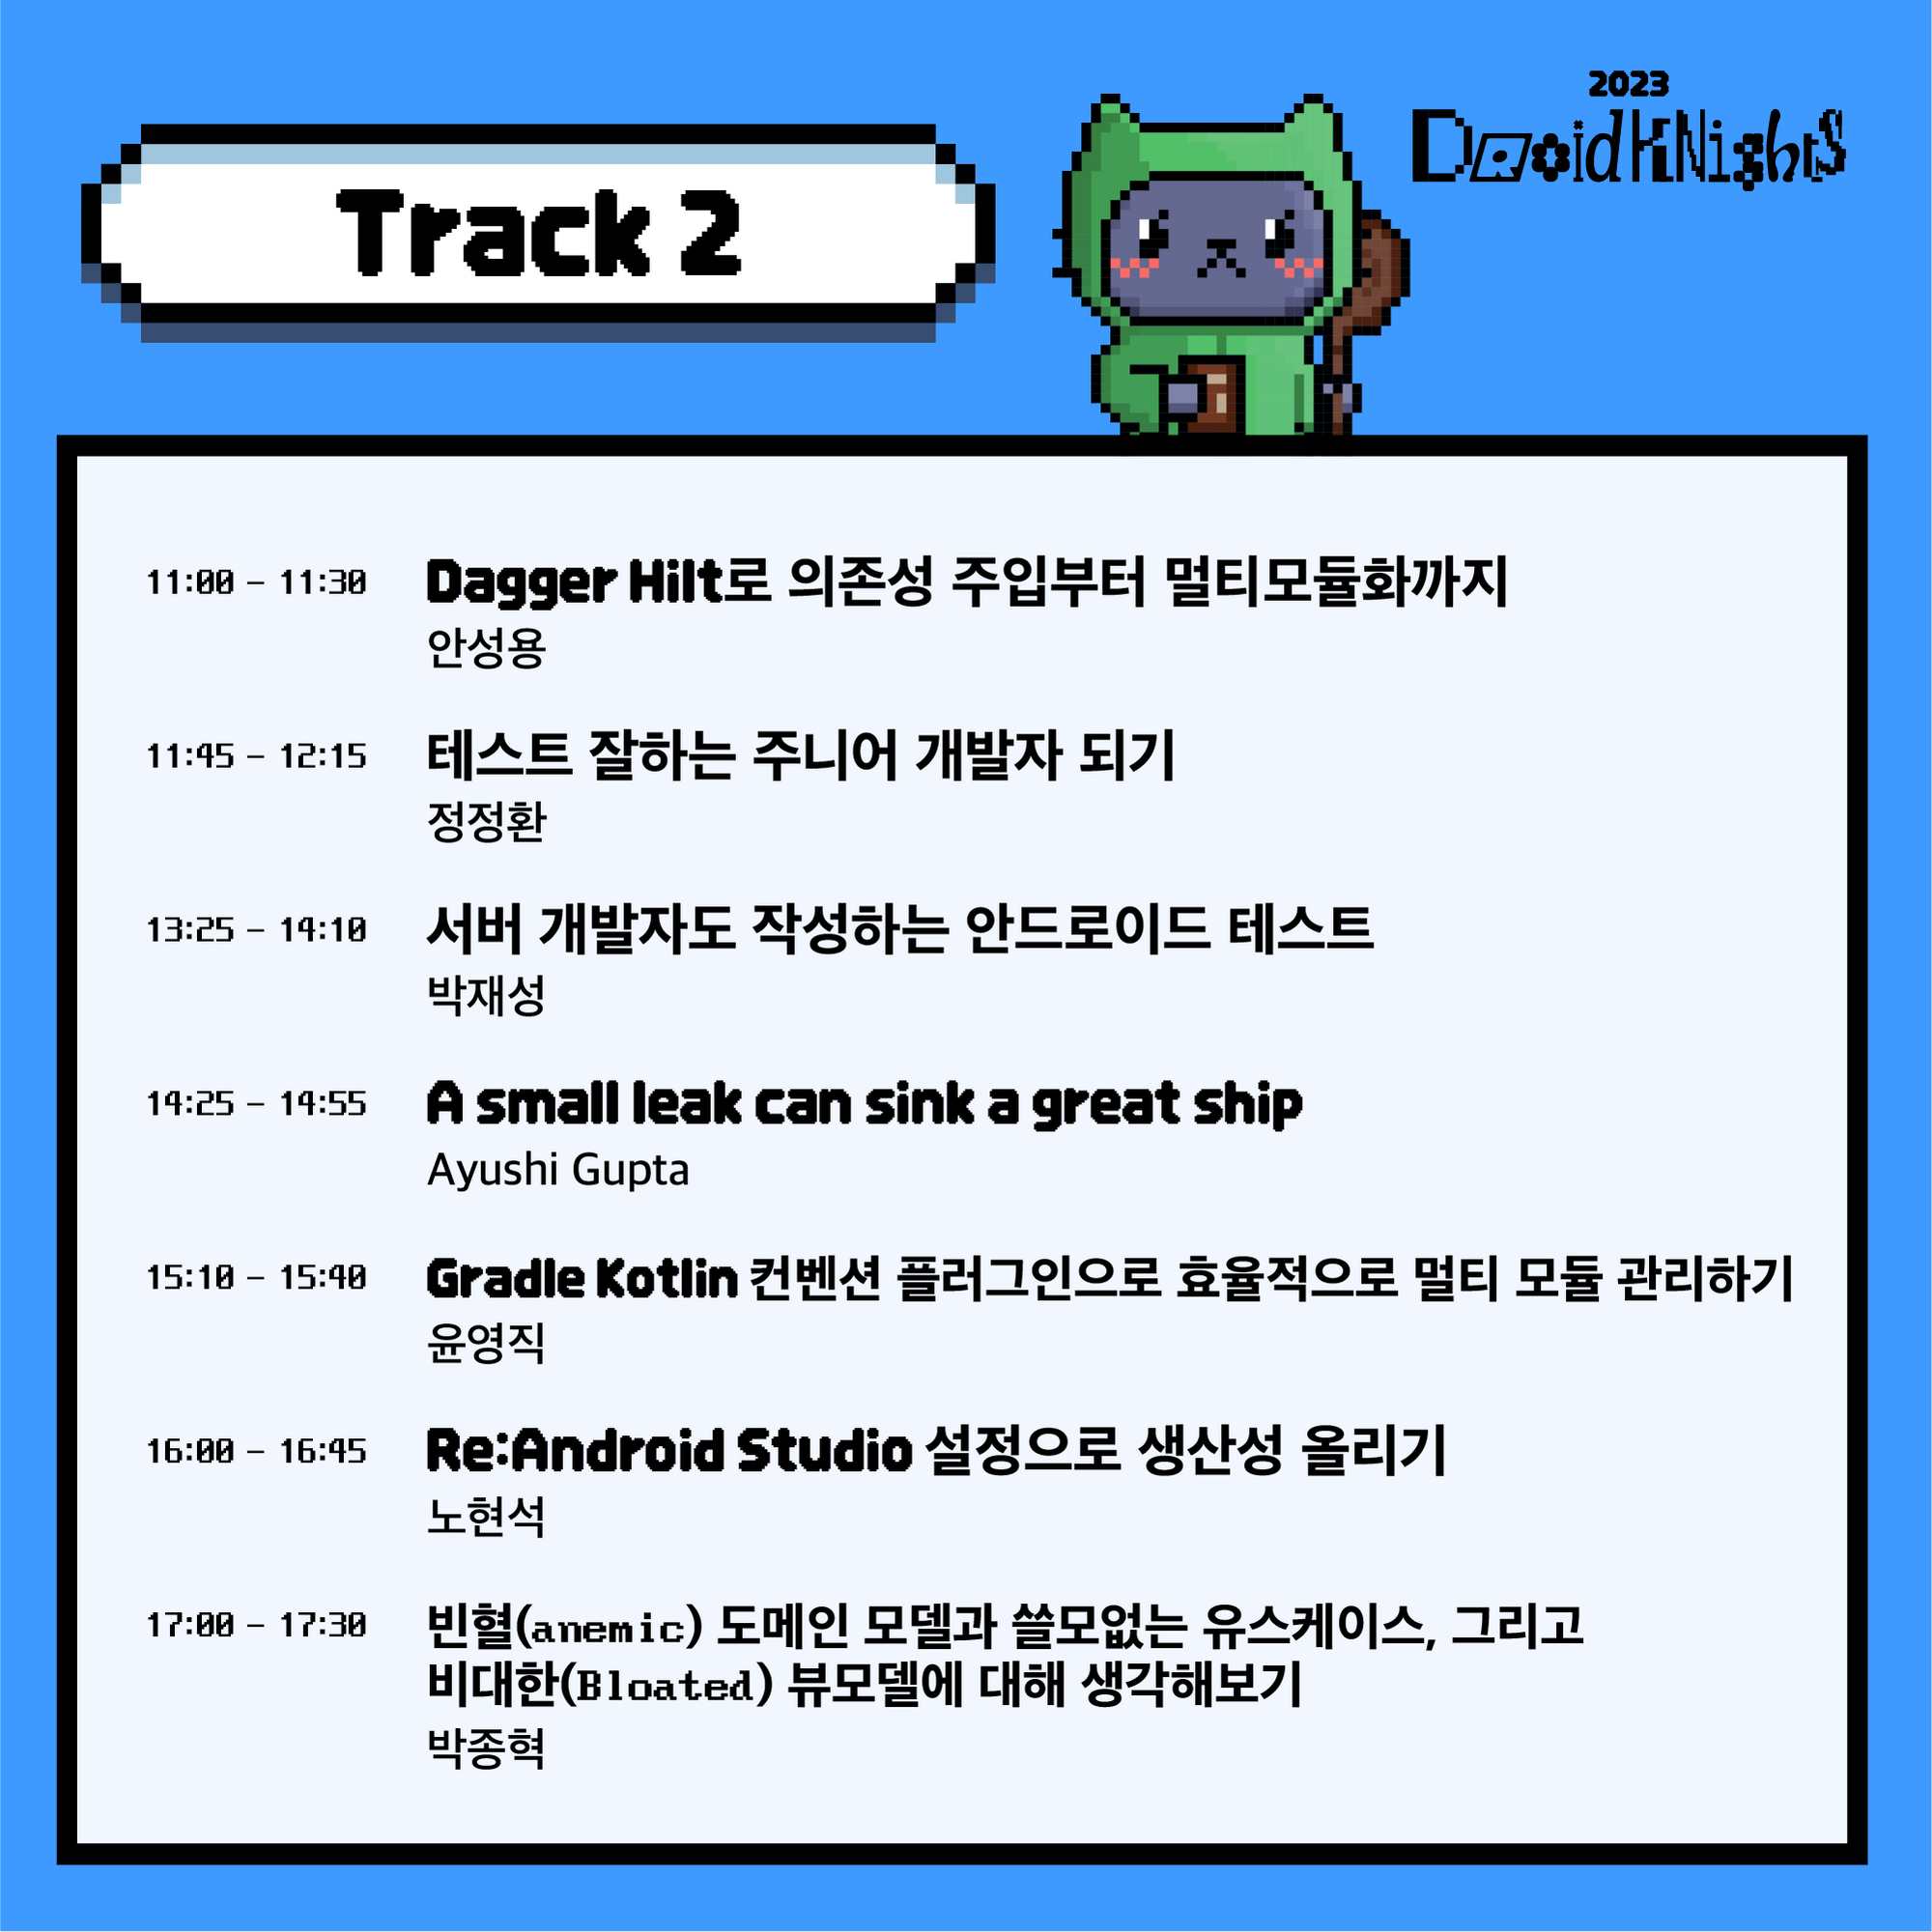 2023
DroidKNights
Track 2
11:00 – 11:30
Dagger Hilt로 의존성 주입부터 멀티모듈화까지
안성용
11:45 – 12:15
테스트 잘하는 주니어 개발자 되기
정정환
13:25 – 14:10
서버 개발자도 작성하는 안드로이드 테스트
박재성
14:25 – 14:55
A small leak can sink a great ship
Ayushi Gupta
15:10 – 15:40
Gradle Kotlin 컨벤션 플러그인으로 효율적으로 멀티 모듈 관리하기
윤영직
16:00 – 16:45
Re:Android Studio 설정으로 생산성 올리기
노현석
17:00 – 17:30
빈혈(anemic) 도메인 모델과 쓸모없는 유스케이스, 그리고
비대한(Bloated) 뷰모델에 대해 생각해보기
박종혁